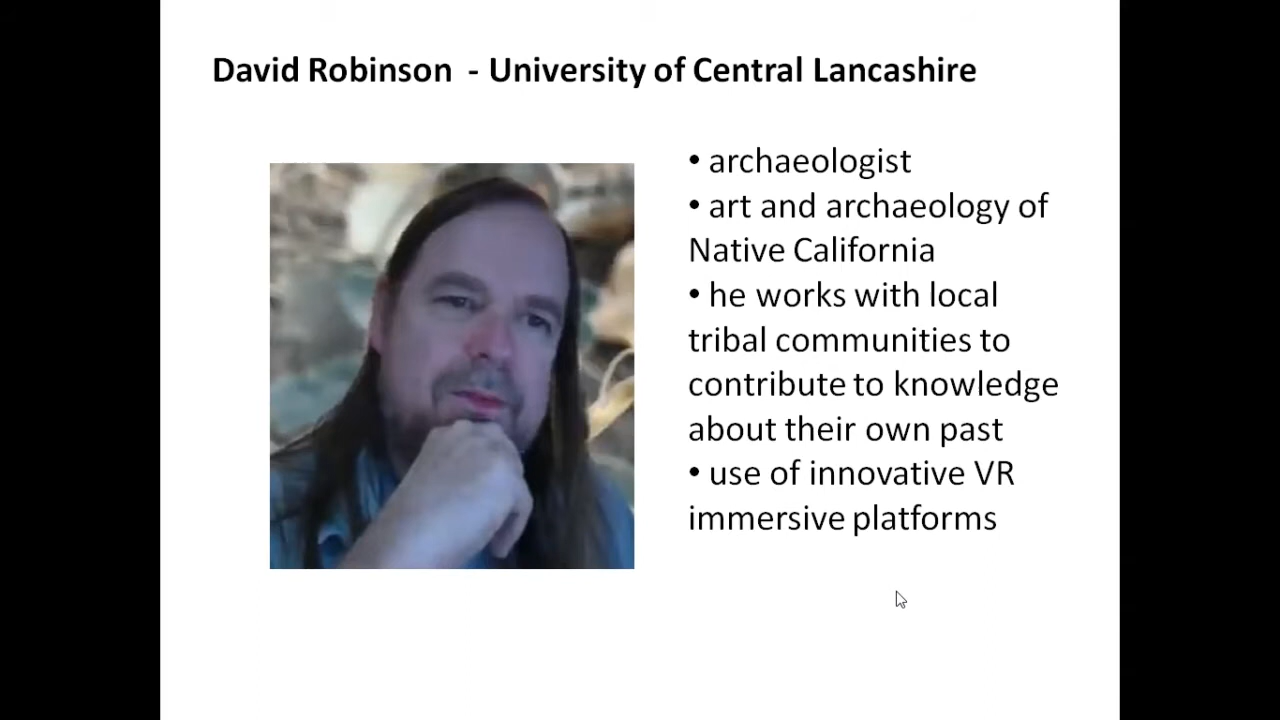 David Robinson - University of Central Lancashire
• archaeologist
• art and archaeology of
Native California
• he works with local
tribal communities to
contribute to knowledge
about their own past
• use of innovative VR
immersive platforms